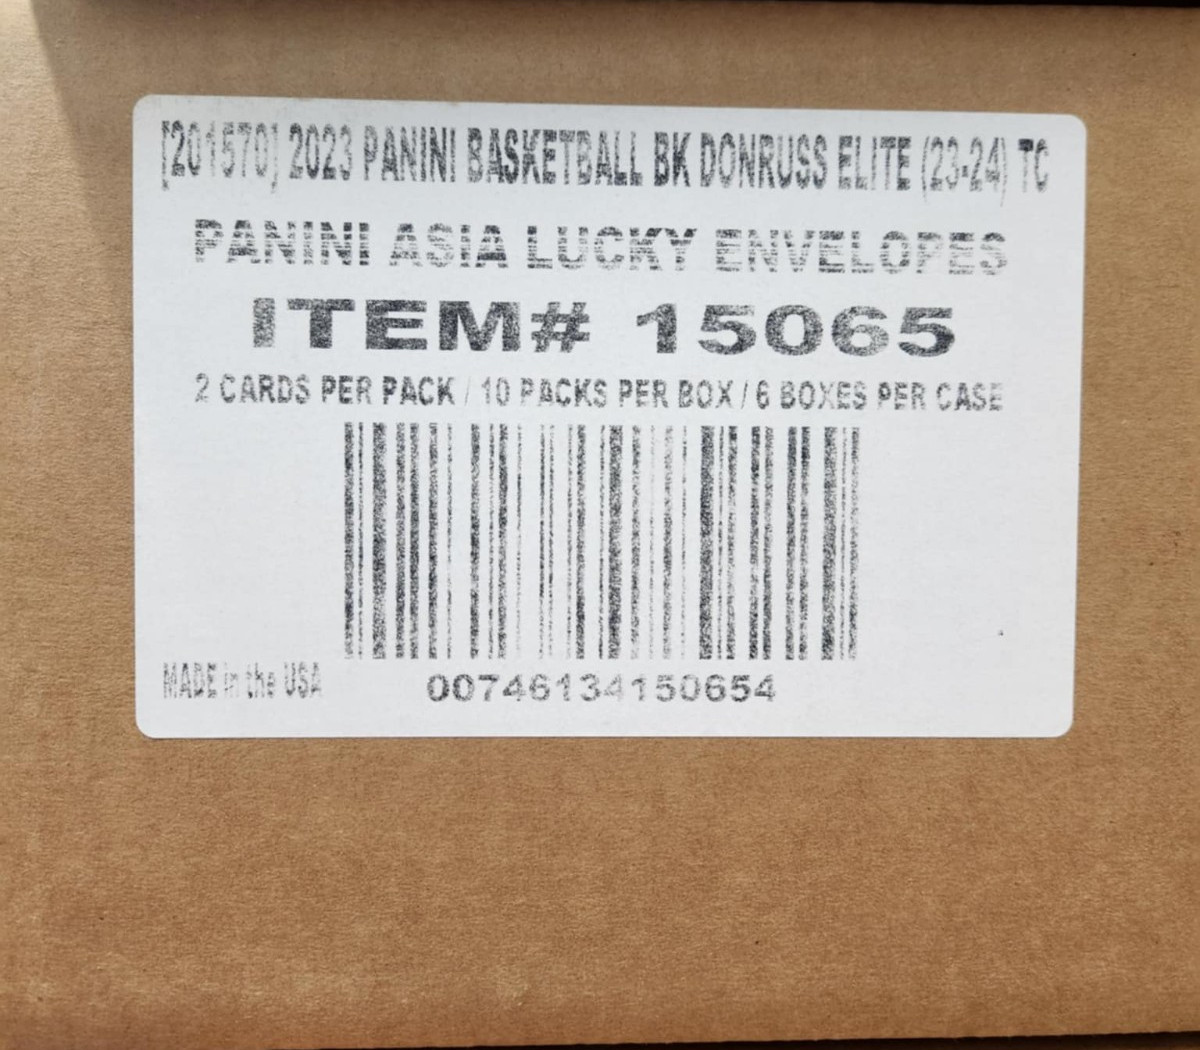 [201570] 2023 PANINI BASKETBALL BK DONRUSS ELITE (23-24) TC
PANINI ASIA LUCKY ENVELOPES
ITEM# 15065
2 CARDS PER PACK / 10 PACKS PER BOX / 6 BOXES PER CASE
MADE in the USA
00746134150654